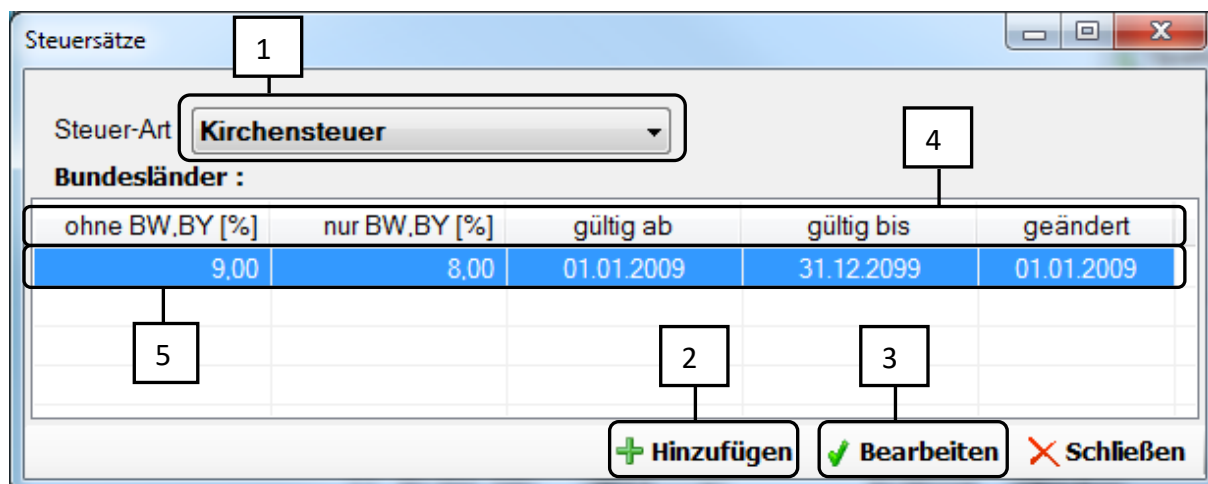 Steuersätze
1
Steuer-Art Kirchensteuer
4
Bundesländer :
ohne BW,BY [%] nur BW,BY [%] gültig ab gültig bis geändert
9,00 8,00 01.01.2009 31.12.2099 01.01.2009
5 2 3
Hinzufügen Bearbeiten Schließen